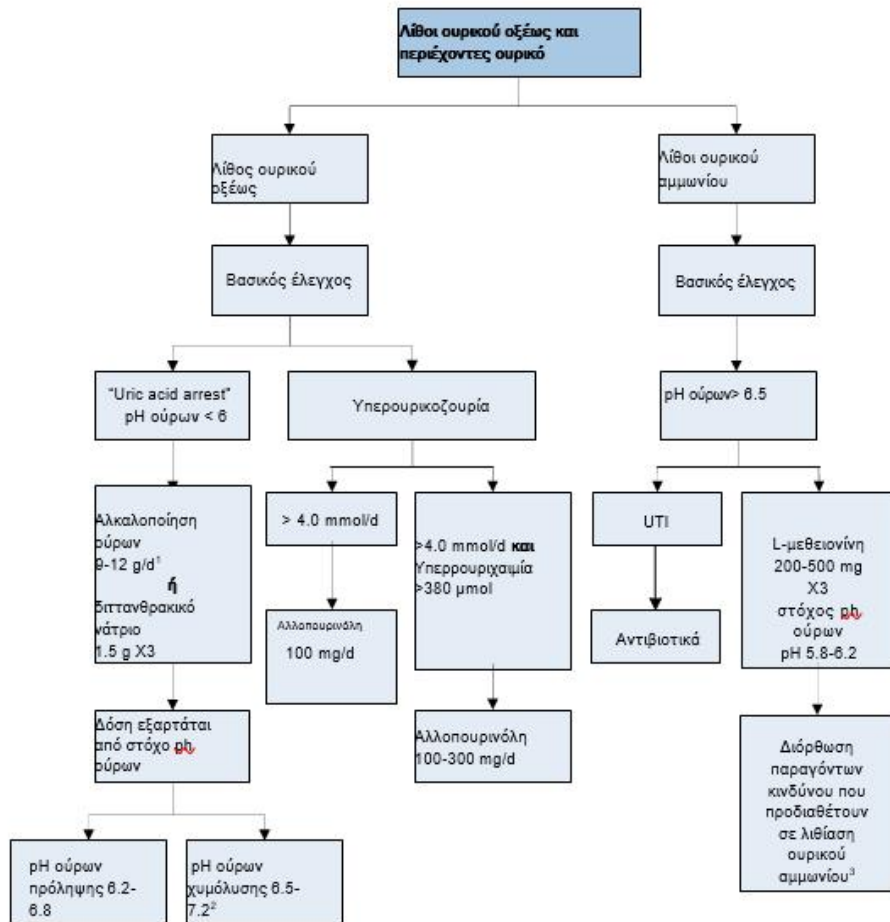 Λίθοι ουρικού οξέως και
περιέχοντες ουρικό
Λίθος ουρικού
οξέως
Λίθοι ουρικού
αμμωνίου
Βασικός έλεγχος
Βασικός έλεγχος
"Uric acid arrest"
pH ούρων < 6
Υπερουρικοζουρία
pH ούρων> 6.5
Αλκαλοποίηση
ούρων
9-12 g/d¹
ή
διττανθρακικό
νάτριο
1.5 g X3
> 4.0 mmol/d
>4.0 mmol/d και
Υπερρουριχαιμία
>380 μmol
UTI
L-μεθειονίνη
200-500 mg
X3
στόχος ph
ούρων
pH 5.8-6.2
Αλλοπουρινόλη
100 mg/d
Αντιβιοτικά
Δόση εξαρτάται
από στόχο ph
ούρων
Αλλοπουρινόλη
100-300 mg/d
Διόρθωση
παραγόντων
κινδύνου που
προδιαθέτουν
σε λιθίαση
ουρικού
αμμωνίου³
pH ούρων
πρόληψης 6.2-
6.8
pH ούρων
χυμόλυσης 6.5-
7.2²